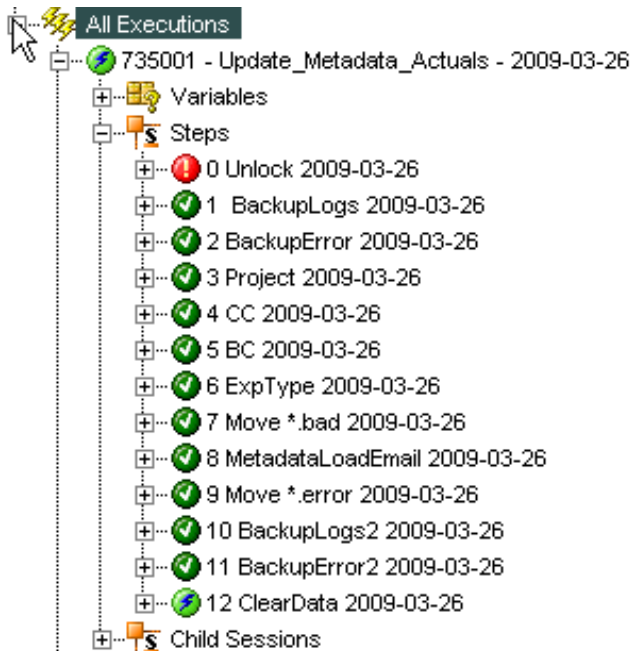 All Executions
735001 - Update_Metadata_Actuals - 2009-03-26
Variables
Steps
0 Unlock 2009-03-26
1 BackupLogs 2009-03-26
2 BackupError 2009-03-26
3 Project 2009-03-26
4 CC 2009-03-26
5 BC 2009-03-26
6 ExpType 2009-03-26
7 Move *.bad 2009-03-26
8 MetadataLoadEmail 2009-03-26
9 Move *.error 2009-03-26
10 BackupLogs2 2009-03-26
11 BackupError2 2009-03-26
12 ClearData 2009-03-26
Child Sessions